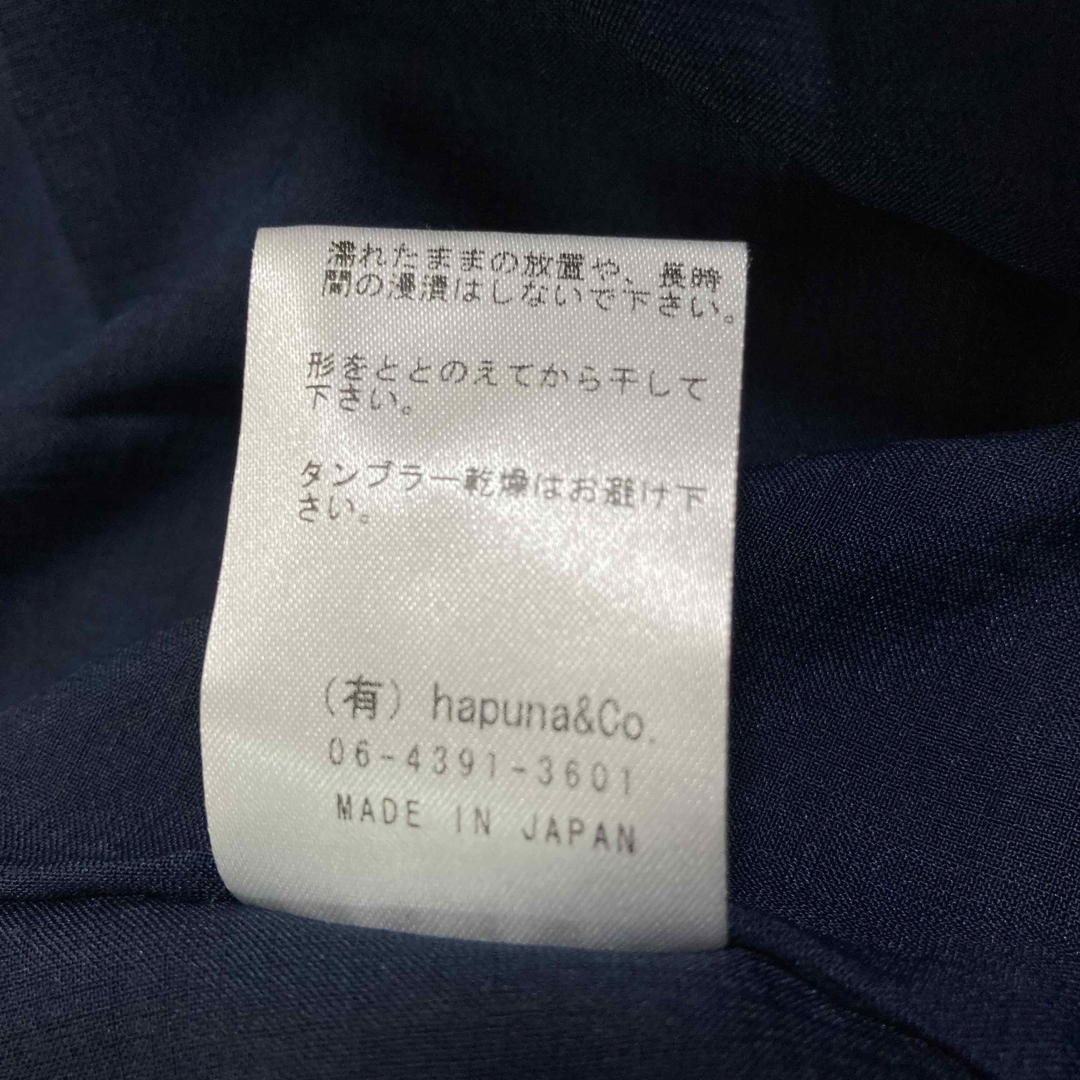 濡れたままの放置や、長時
間の浸漬はしないで下さい。
形をととのえてから干して
下さい。
タンブラー乾燥はお避け下
さい。
(有) hapuna&Co.
06-4391-3601
MADE IN JAPAN